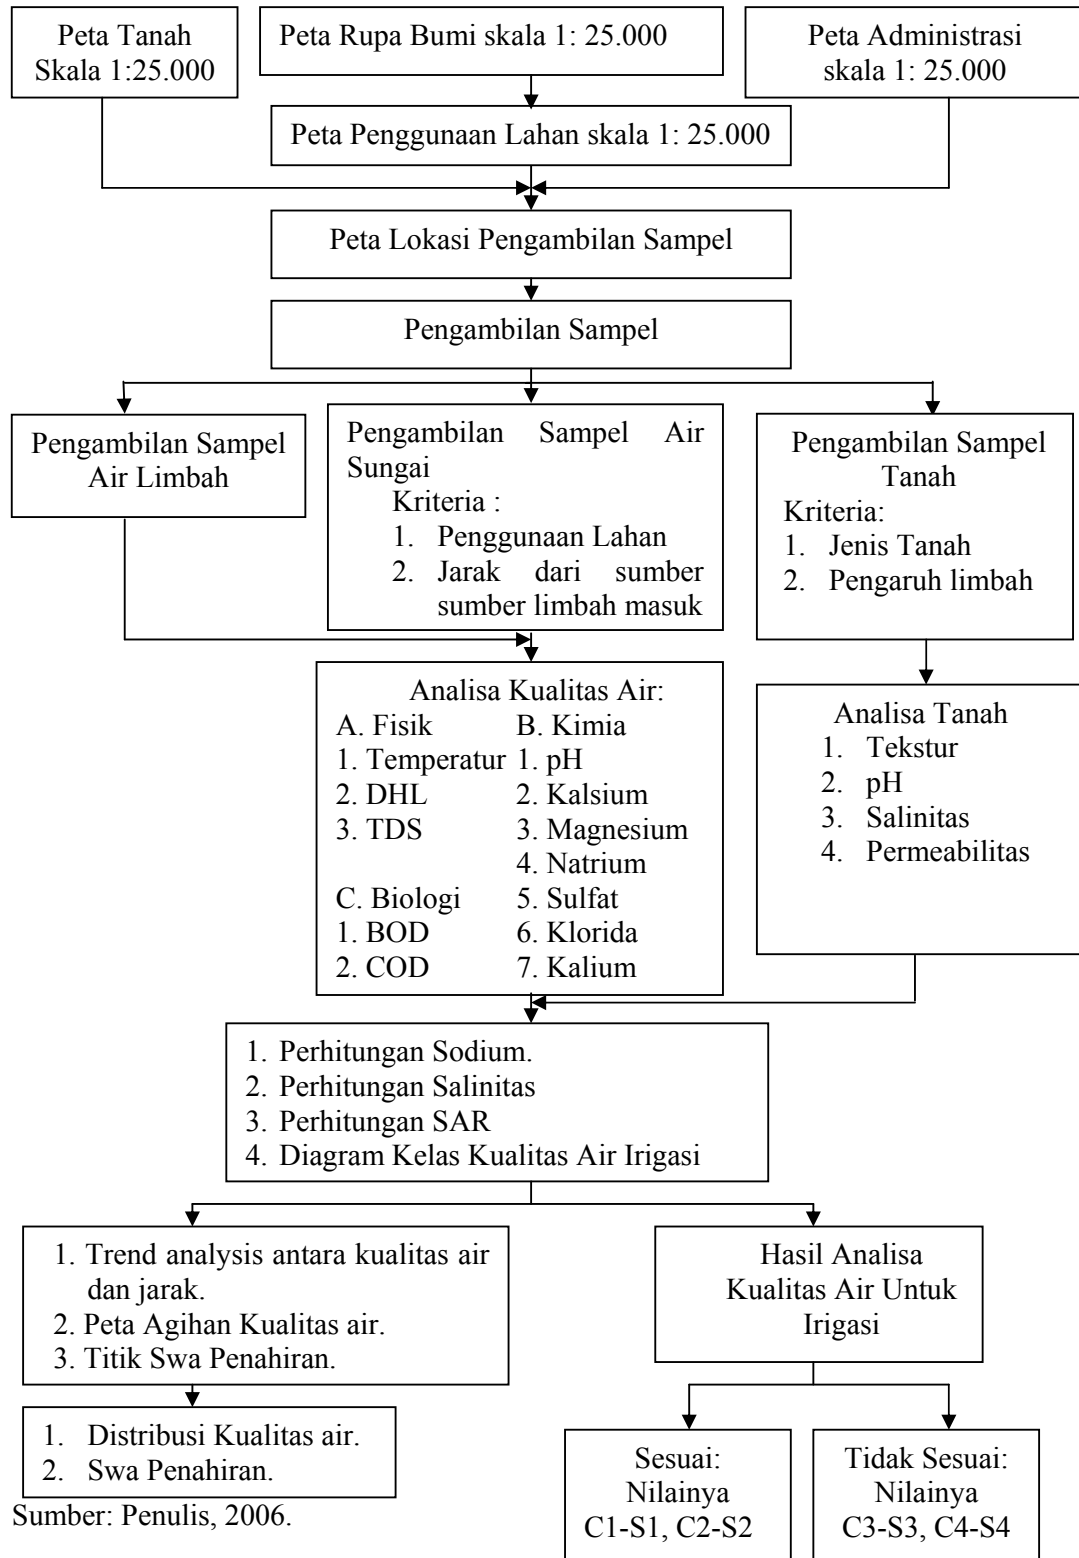 Peta Tanah
Skala 1:25.000
Peta Rupa Bumi skala 1: 25.000
Peta Administrasi
skala 1: 25.000
Peta Penggunaan Lahan skala 1: 25.000
Peta Lokasi Pengambilan Sampel
Pengambilan Sampel
Pengambilan Sampel
Air Limbah
Pengambilan Sampel Air
Sungai
Kriteria :
1. Penggunaan Lahan
2. Jarak dari sumber
sumber limbah masuk
Pengambilan Sampel
Tanah
Kriteria:
1. Jenis Tanah
2. Pengaruh limbah
Analisa Kualitas Air:
A. Fisik
1. Temperatur
2. DHL
3. TDS
C. Biologi
1. BOD
2. COD
B. Kimia
1. pH
2. Kalsium
3. Magnesium
4. Natrium
5. Sulfat
6. Klorida
7. Kalium
Analisa Tanah
1. Tekstur
2. pH
3. Salinitas
4. Permeabilitas
1. Perhitungan Sodium.
2. Perhitungan Salinitas
3. Perhitungan SAR
4. Diagram Kelas Kualitas Air Irigasi
1. Trend analysis antara kualitas air
dan jarak.
2. Peta Agihan Kualitas air.
3. Titik Swa Penahiran.
Hasil Analisa
Kualitas Air Untuk
Irigasi
1. Distribusi Kualitas air.
2. Swa Penahiran.
Sesuai:
Nilainya
C1-S1, C2-S2
Tidak Sesuai:
Nilainya
C3-S3, C4-S4
Sumber: Penulis, 2006.